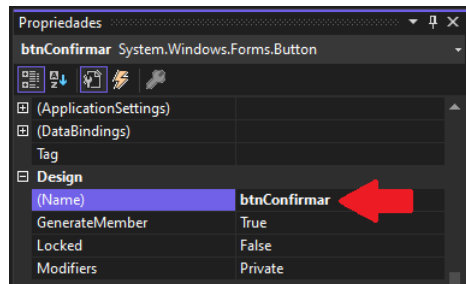 Propriedades
btnConfirmar System.Windows.Forms.Button
(ApplicationSettings)
(DataBindings)
Tag
Design
(Name) btnConfirmar
GenerateMember True
Locked False
Modifiers Private